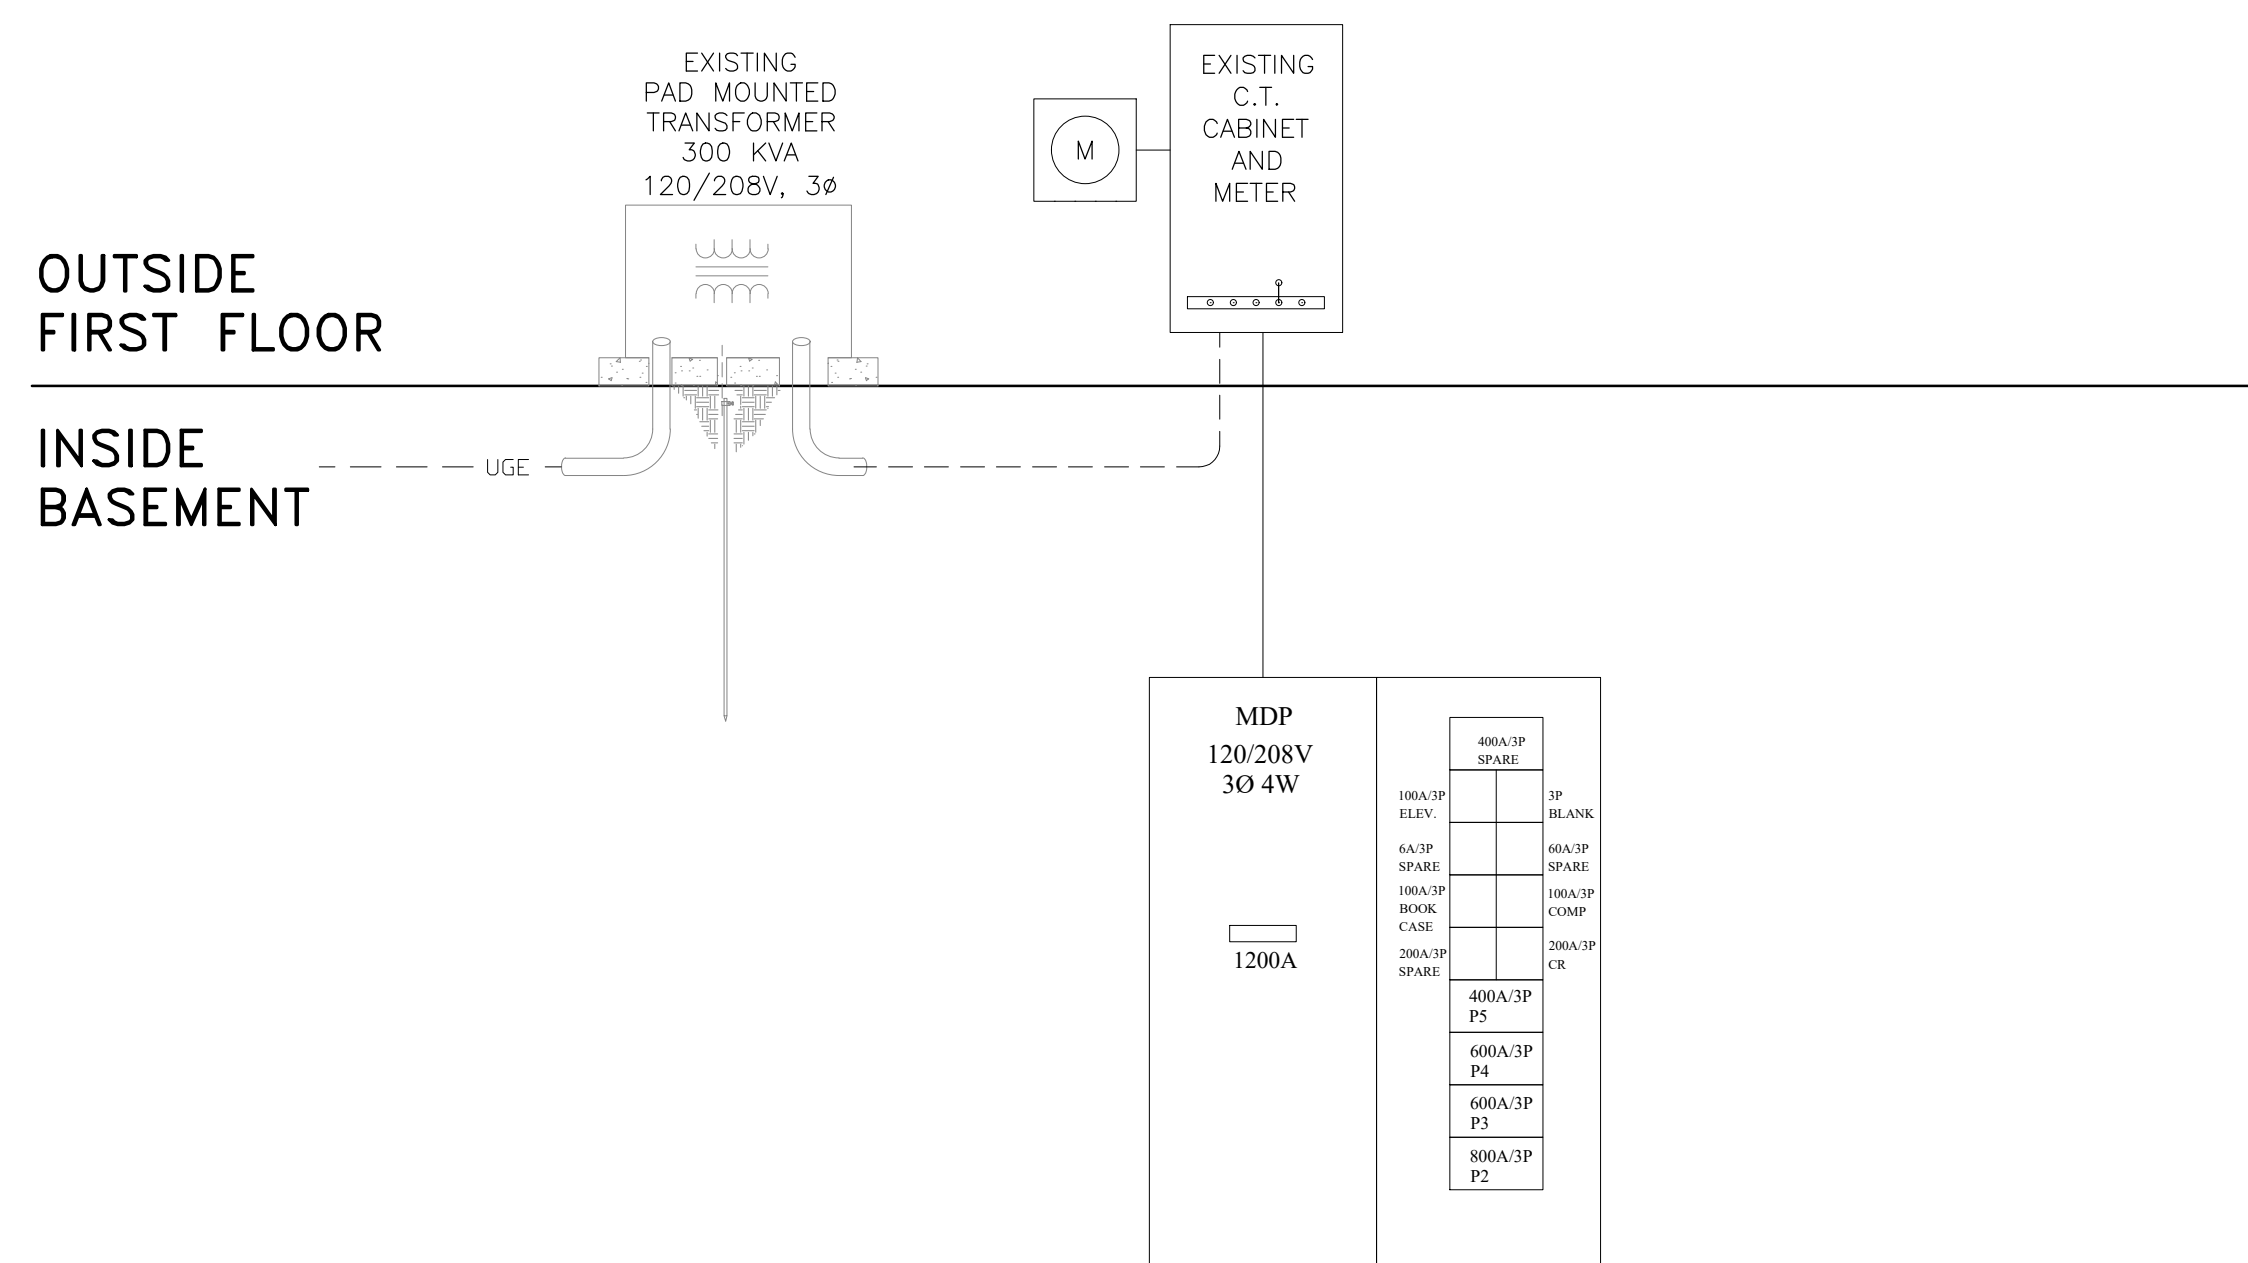 EXISTING
PAD MOUNTED
TRANSFORMER
300 KVA
120/208V, 3ø
EXISTING
C.T.
CABINET
AND
METER
M
OUTSIDE
FIRST FLOOR
INSIDE
BASEMENT
UGE
MDP
120/208V
3Ø 4W
1200A
400A/3P
SPARE
100A/3P
ELEV.
3P
BLANK
6A/3P
SPARE
60A/3P
SPARE
100A/3P
BOOK
CASE
100A/3P
COMP
200A/3P
SPARE
200A/3P
CR
400A/3P
P5
600A/3P
P4
600A/3P
P3
800A/3P
P2